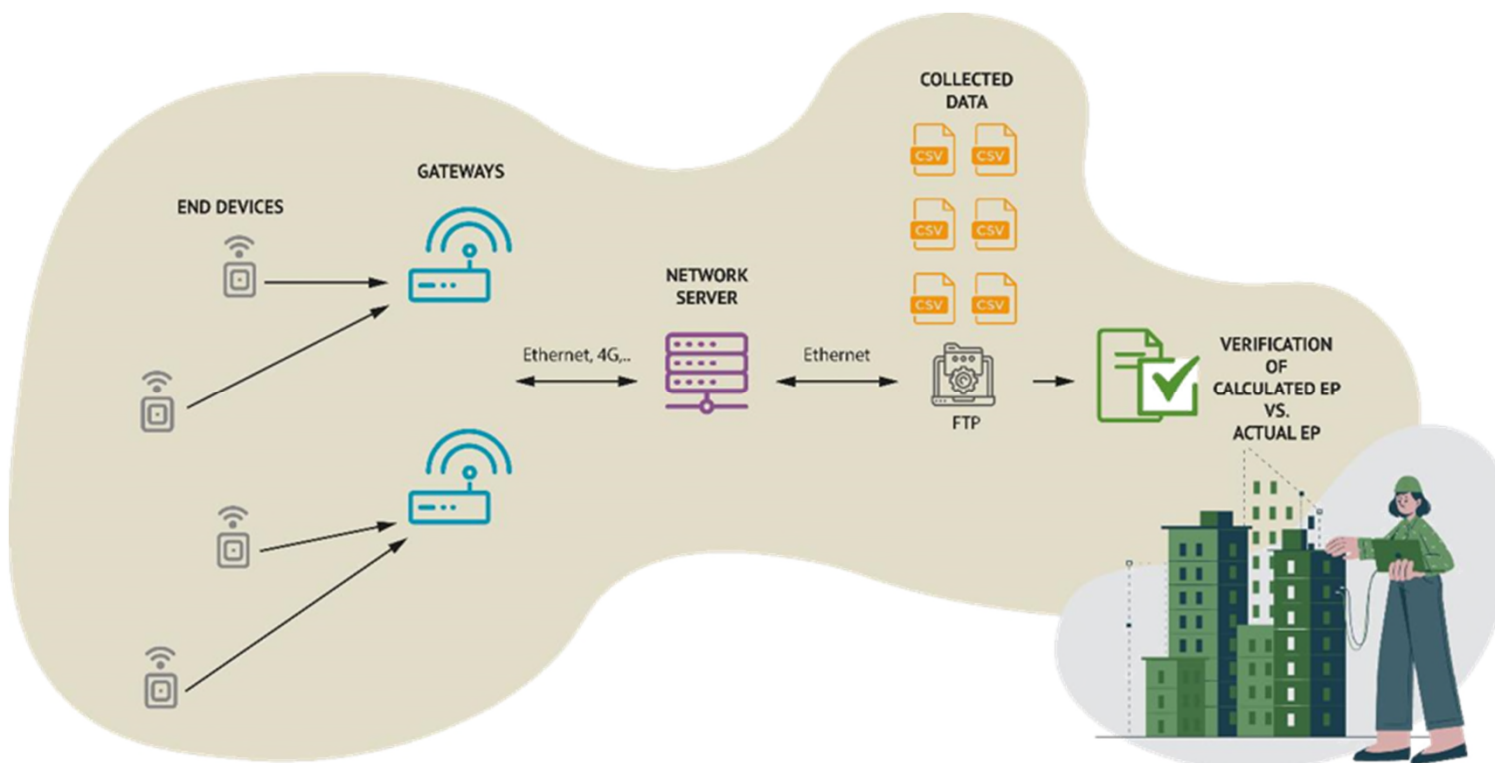 COLLECTED
DATA
CSV CSV
CSV CSV
CSV CSV
GATEWAYS
END DEVICES
NETWORK
SERVER
Ethernet, 4G,..
Ethernet
FTP
VERIFICATION
OF
CALCULATED EP
VS.
ACTUAL EP